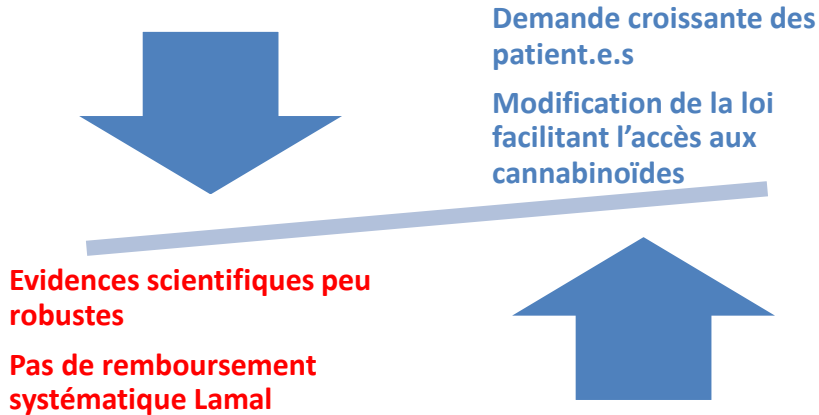 Demande croissante des
patient.e.s
Modification de la loi
facilitant l’accès aux
cannabinoïdes
Evidences scientifiques peu
robustes
Pas de remboursement
systématique Lamal